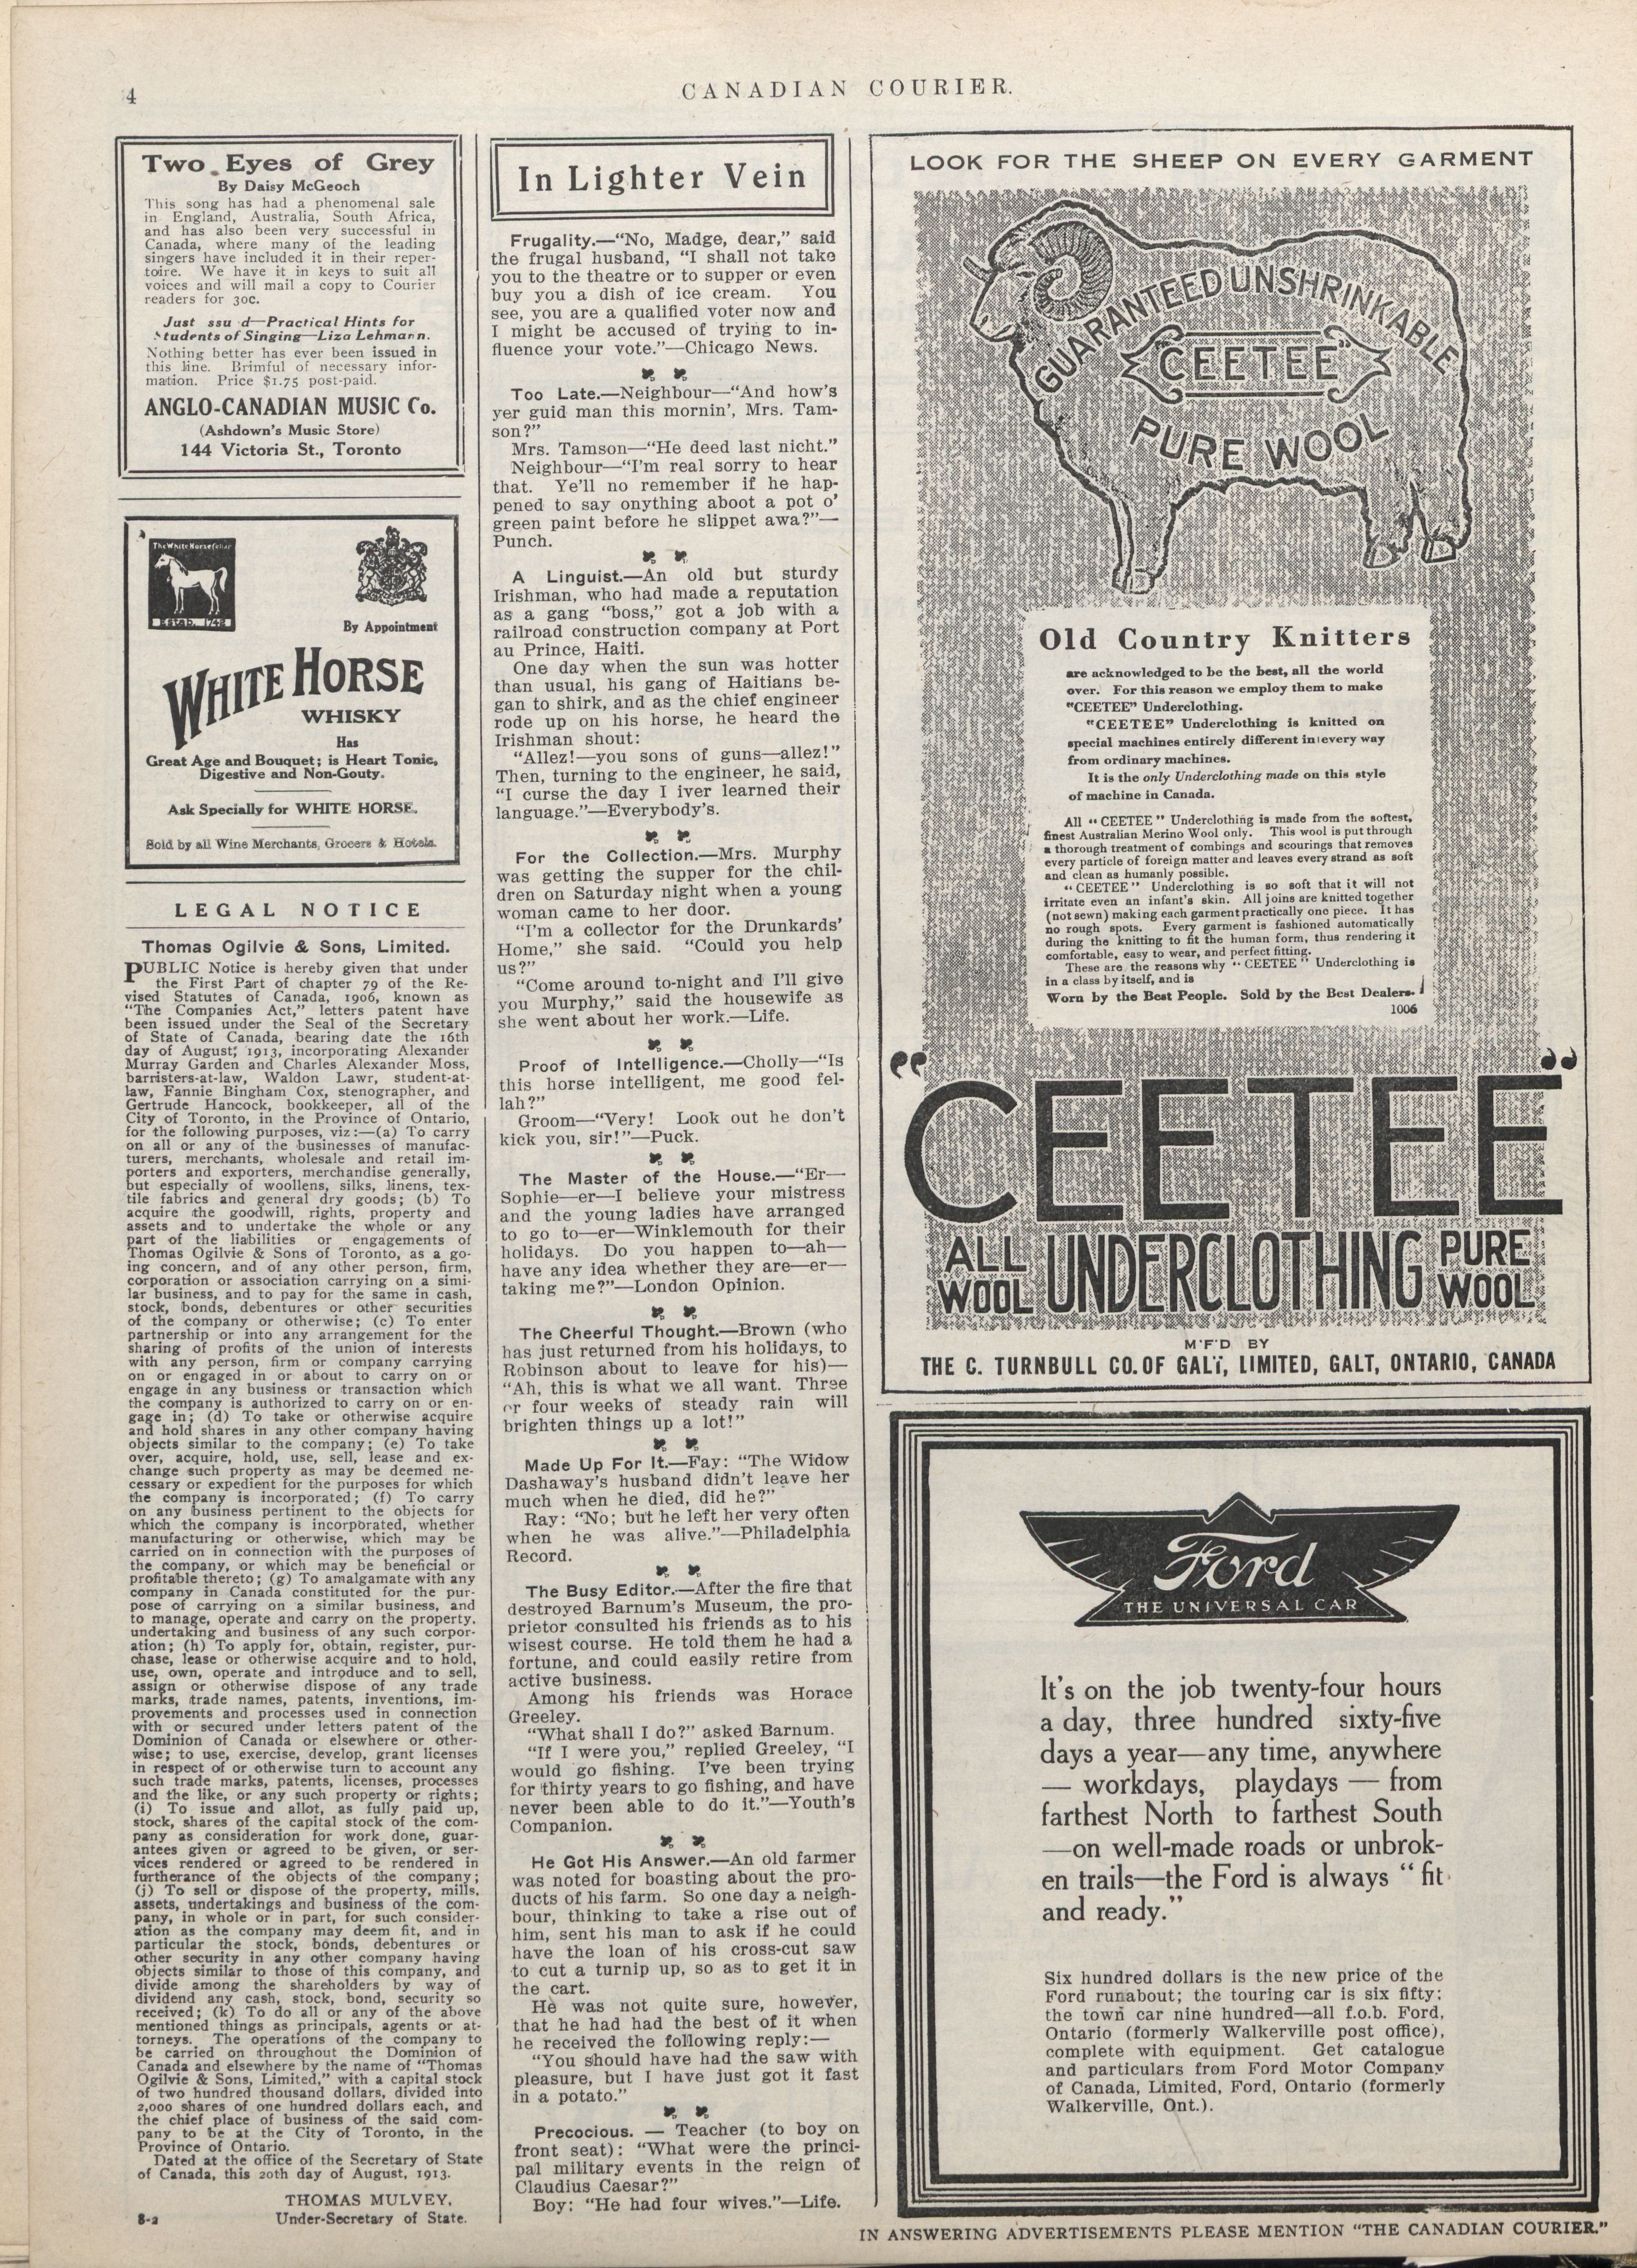 4
CANADIAN COURIER.
Two Eyes of Grey
By Daisy McGeoch
This song has had a phenomenal sale
in England, Australia, South Africa,
and has also been very successful in
Canada, where many of the leading
singers have included it in their reper-
toire. We have it in keys to suit all
voices and will mail a copy to Courier
readers for 30c.
Just ssu d—Practical Hints for
Students of Singing—Liza Lehmann.
Nothing better has ever been issued in
this line. Brimful of necessary infor-
mation. Price $1.75 post-paid.
ANGLO-CANADIAN MUSIC Co.
(Ashdown's Music Store)
144 Victoria St., Toronto
The White Horse Cellar
Estab. 1742
By Appointment
WHITE HORSE
WHISKY
Has
Great Age and Bouquet; is Heart Tonic,
Digestive and Non-Gouty.
Ask Specially for WHITE HORSE.
Sold by all Wine Merchants, Grocers & Hotels.
LEGAL NOTICE
Thomas Ogilvie & Sons, Limited.
PUBLIC Notice is hereby given that under
the First Part of chapter 79 of the Re-
vised Statutes of Canada, 1906, known as
"The Companies Act," letters patent have
been issued under the Seal of the Secretary
of State of Canada, bearing date the 16th
day of August, 1913, incorporating Alexander
Murray Garden and Charles Alexander Moss,
barristers-at-law, Waldon Lawr, student-at-
law, Fannie Bingham Cox, stenographer, and
Gertrude Hancock, bookkeeper, all of the
City of Toronto, in the Province of Ontario,
for the following purposes, viz:—(a) To carry
on all or any of the businesses of manufac-
turers, merchants, wholesale and retail im-
porters and exporters, merchandise generally,
but especially of woollens, silks, linens, tex-
tile fabrics and general dry goods; (b) To
acquire the goodwill, rights, property and
assets and to undertake the whole or any
part of the liabilities or engagements of
Thomas Ogilvie & Sons of Toronto, as a go-
ing concern, and of any other person, firm,
corporation or association carrying on a simi-
lar business, and to pay for the same in cash,
stock, bonds, debentures or other securities
of the company or otherwise; (c) To enter
partnership or into any arrangement for the
sharing of profits of the union of interests
with any person, firm or company carrying
on or engaged in or about to carry on or
engage in any business or transaction which
the company is authorized to carry on or en-
gage in; (d) To take or otherwise acquire
and hold shares in any other company having
objects similar to the company; (e) To take
over, acquire, hold, use, sell, lease and ex-
change such property as may be deemed ne-
cessary or expedient for the purposes for which
the company is incorporated; (f) To carry
on any business pertinent to the objects for
which the company is incorporated, whether
manufacturing or otherwise, which may be
carried on in connection with the purposes of
the company, or which may be beneficial or
profitable thereto; (g) To amalgamate with any
company in Canada constituted for the pur-
pose of carrying on a similar business, and
to manage, operate and carry on the property,
undertaking and business of any such corpor-
ation; (h) To apply for, obtain, register, pur-
chase, lease or otherwise acquire and to hold,
use, own, operate and introduce and to sell,
assign or otherwise dispose of any trade
marks, trade names, patents, inventions, im-
provements and processes used in connection
with or secured under letters patent of the
Dominion of Canada or elsewhere or other-
wise; to use, exercise, develop, grant licenses
in respect of or otherwise turn to account any
such trade marks, patents, licenses, processes
and the like, or any such property or rights;
(i) To issue and allot, as fully paid up,
stock, shares of the capital stock of the com-
pany as consideration for work done, guar-
antees given or agreed to be given, or ser-
vices rendered or agreed to be rendered in
furtherance of the objects of the company;
(j) To sell or dispose of the property, mills,
assets, undertakings and business of the com-
pany, in whole or in part, for such consider-
ation as the company may deem fit, and in
particular the stock, bonds, debentures or
other security in any other company having
objects similar to those of this company, and
divide among the shareholders by way of
dividend any cash, stock, bond, security so
received; (k) To do all or any of the above
mentioned things as principals, agents or at-
torneys. The operations of the company to
be carried on throughout the Dominion of
Canada and elsewhere by the name of "Thomas
Ogilvie & Sons, Limited," with a capital stock
of two hundred thousand dollars, divided into
2,000 shares of one hundred dollars each, and
the chief place of business of the said com-
pany to be at the City of Toronto, in the
Province of Ontario.
Dated at the office of the Secretary of State
of Canada, this 20th day of August, 1913.
THOMAS MULVEY,
8-2 Under-Secretary of State.
In Lighter Vein
Frugality.—"No, Madge, dear," said
the frugal husband, "I shall not take
you to the theatre or to supper or even
buy you a dish of ice cream. You
see, you are a qualified voter now and
I might be accused of trying to in-
fluence your vote."—Chicago News.
Too Late.—Neighbour—"And how's
yer guid man this mornin', Mrs. Tam-
son?"
Mrs. Tamson—"He deed last nicht."
Neighbour—"I'm real sorry to hear
that. Ye'll no remember if he hap-
pened to say onything aboot a pot o'
green paint before he slippet awa?"—
Punch.
A Linguist.—An old but sturdy
Irishman, who had made a reputation
as a gang "boss," got a job with a
railroad construction company at Port
au Prince, Haiti.
One day when the sun was hotter
than usual, his gang of Haitians be-
gan to shirk, and as the chief engineer
rode up on his horse, he heard the
Irishman shout:
"Allez!—you sons of guns—allez!"
Then, turning to the engineer, he said,
"I curse the day I iver learned their
language."—Everybody's.
For the Collection.—Mrs. Murphy
was getting the supper for the chil-
dren on Saturday night when a young
woman came to her door.
"I'm a collector for the Drunkards'
Home," she said. "Could you help
us?"
"Come around to-night and I'll give
you Murphy," said the housewife as
she went about her work.—Life.
Proof of Intelligence.—Cholly—"Is
this horse intelligent, me good fel-
lah?"
Groom—"Very! Look out he don't
kick you, sir!"—Puck.
The Master of the House.—"Er—
Sophie—er—I believe your mistress
and the young ladies have arranged
to go to—er—Winklemouth for their
holidays. Do you happen to—ah—
have any idea whether they are—er—
taking me?"—London Opinion.
The Cheerful Thought.—Brown (who
has just returned from his holidays, to
Robinson about to leave for his)—
"Ah, this is what we all want. Three
or four weeks of steady rain will
brighten things up a lot!"
Made Up For It.—Fay: "The Widow
Dashaway's husband didn't leave her
much when he died, did he?"
Ray: "No; but he left her very often
when he was alive."—Philadelphia
Record.
The Busy Editor.—After the fire that
destroyed Barnum's Museum, the pro-
prietor consulted his friends as to his
wisest course. He told them he had a
fortune, and could easily retire from
active business.
Among his friends was Horace
Greeley.
"What shall I do?" asked Barnum.
"If I were you," replied Greeley, "I
would go fishing. I've been trying
for thirty years to go fishing, and have
never been able to do it."—Youth's
Companion.
He Got His Answer.—An old farmer
was noted for boasting about the pro-
ducts of his farm. So one day a neigh-
bour, thinking to take a rise out of
him, sent his man to ask if he could
have the loan of his cross-cut saw
to cut a turnip up, so as to get it in
the cart.
He was not quite sure, however,
that he had had the best of it when
he received the following reply:—
"You should have had the saw with
pleasure, but I have just got it fast
in a potato."
Precocious. — Teacher (to boy on
front seat): "What were the princi-
pal military events in the reign of
Claudius Caesar?"
Boy: "He had four wives."—Life.
LOOK FOR THE SHEEP ON EVERY GARMENT
GUARANTEED UNSHRINKABLE
CEETEE
PURE WOOL
Old Country Knitters
are acknowledged to be the best, all the world
over. For this reason we employ them to make
"CEETEE" Underclothing.
"CEETEE" Underclothing is knitted on
special machines entirely different in every way
from ordinary machines.
It is the only Underclothing made on this style
of machine in Canada.
All "CEETEE" Underclothing is made from the softest,
finest Australian Merino Wool only. This wool is put through
a thorough treatment of combings and scourings that removes
every particle of foreign matter and leaves every strand as soft
and clean as humanly possible.
"CEETEE" Underclothing is so soft that it will not
irritate even an infant's skin. All joins are knitted together
(not sewn) making each garment practically one piece. It has
no rough spots. Every garment is fashioned automatically
during the knitting to fit the human form, thus rendering it
comfortable, easy to wear, and perfect fitting.
These are the reasons why "CEETEE" Underclothing is
in a class by itself, and is
Worn by the Best People. Sold by the Best Dealers.
1006
"CEETEE"
ALL WOOL UNDERCLOTHING PURE WOOL
M'F'D BY
THE C. TURNBULL CO. OF GALT, LIMITED, GALT, ONTARIO, CANADA
Ford
THE UNIVERSAL CAR
It's on the job twenty-four hours
a day, three hundred sixty-five
days a year—any time, anywhere
— workdays, playdays — from
farthest North to farthest South
—on well-made roads or unbrok-
en trails—the Ford is always "fit
and ready."
Six hundred dollars is the new price of the
Ford runabout; the touring car is six fifty;
the town car nine hundred—all f.o.b. Ford,
Ontario (formerly Walkerville post office),
complete with equipment. Get catalogue
and particulars from Ford Motor Company
of Canada, Limited, Ford, Ontario (formerly
Walkerville, Ont.).
IN ANSWERING ADVERTISEMENTS PLEASE MENTION "THE CANADIAN COURIER."